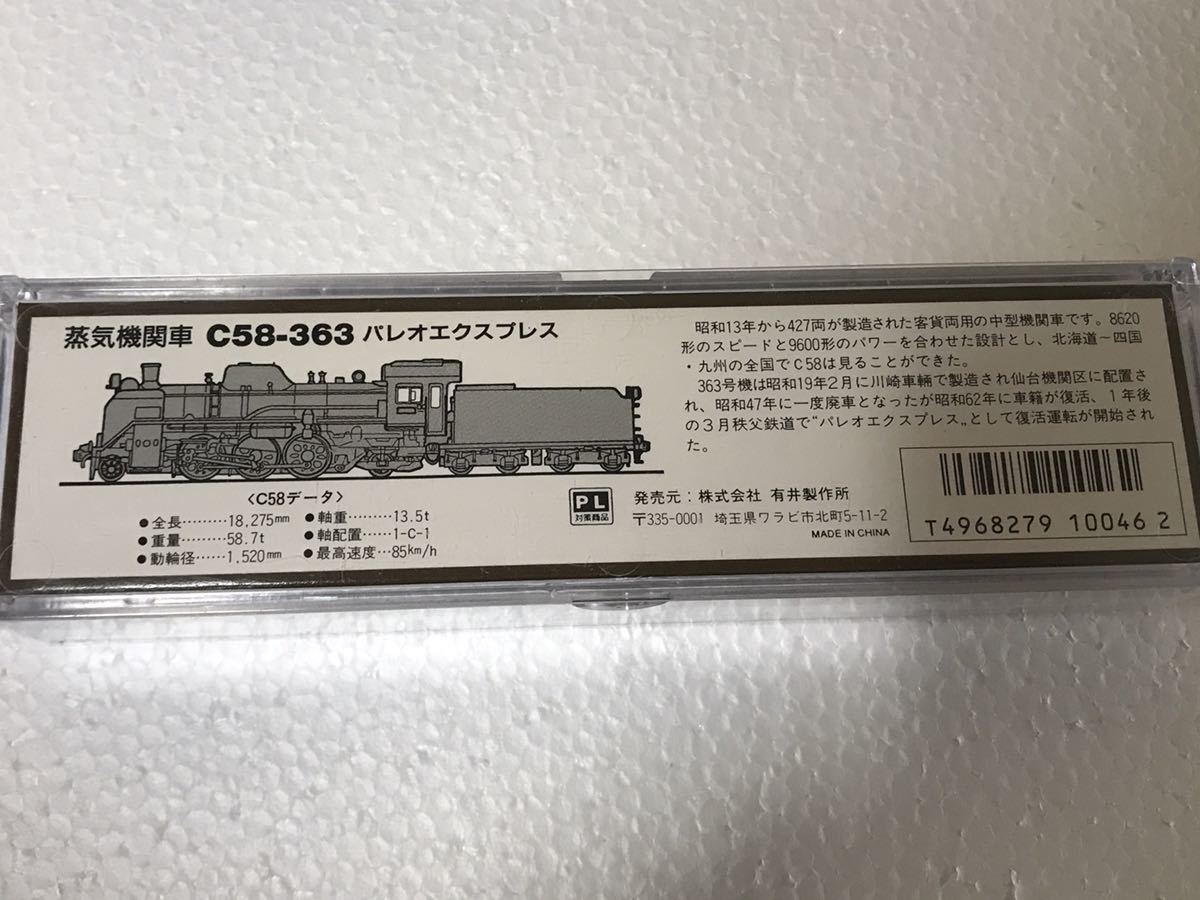 蒸気機関車 C58-363 パレオエクスプレス
〈C58データ〉
●全長………18,275mm
●重量………58.7t
●動輪径……1,520mm
●軸重………13.5t
●軸配置……1-C-1
●最高速度…85km/h
昭和13年から427両が製造された客貨両用の中型機関車です。8620
形のスピードと9600形のパワーを合わせた設計とし、北海道～四国
・九州の全国でC58は見ることができた。
363号機は昭和19年2月に川崎車輛で製造され仙台機関区に配置さ
れ、昭和47年に一度廃車となったが昭和62年に車籍が復活、1年後
の3月秩父鉄道で“パレオエクスプレス„として復活運転が開始され
た。
PL
対策商品
発売元：株式会社 有井製作所
〒335-0001 埼玉県ワラビ市北町5-11-2
MADE IN CHINA
T4968279 10046 2